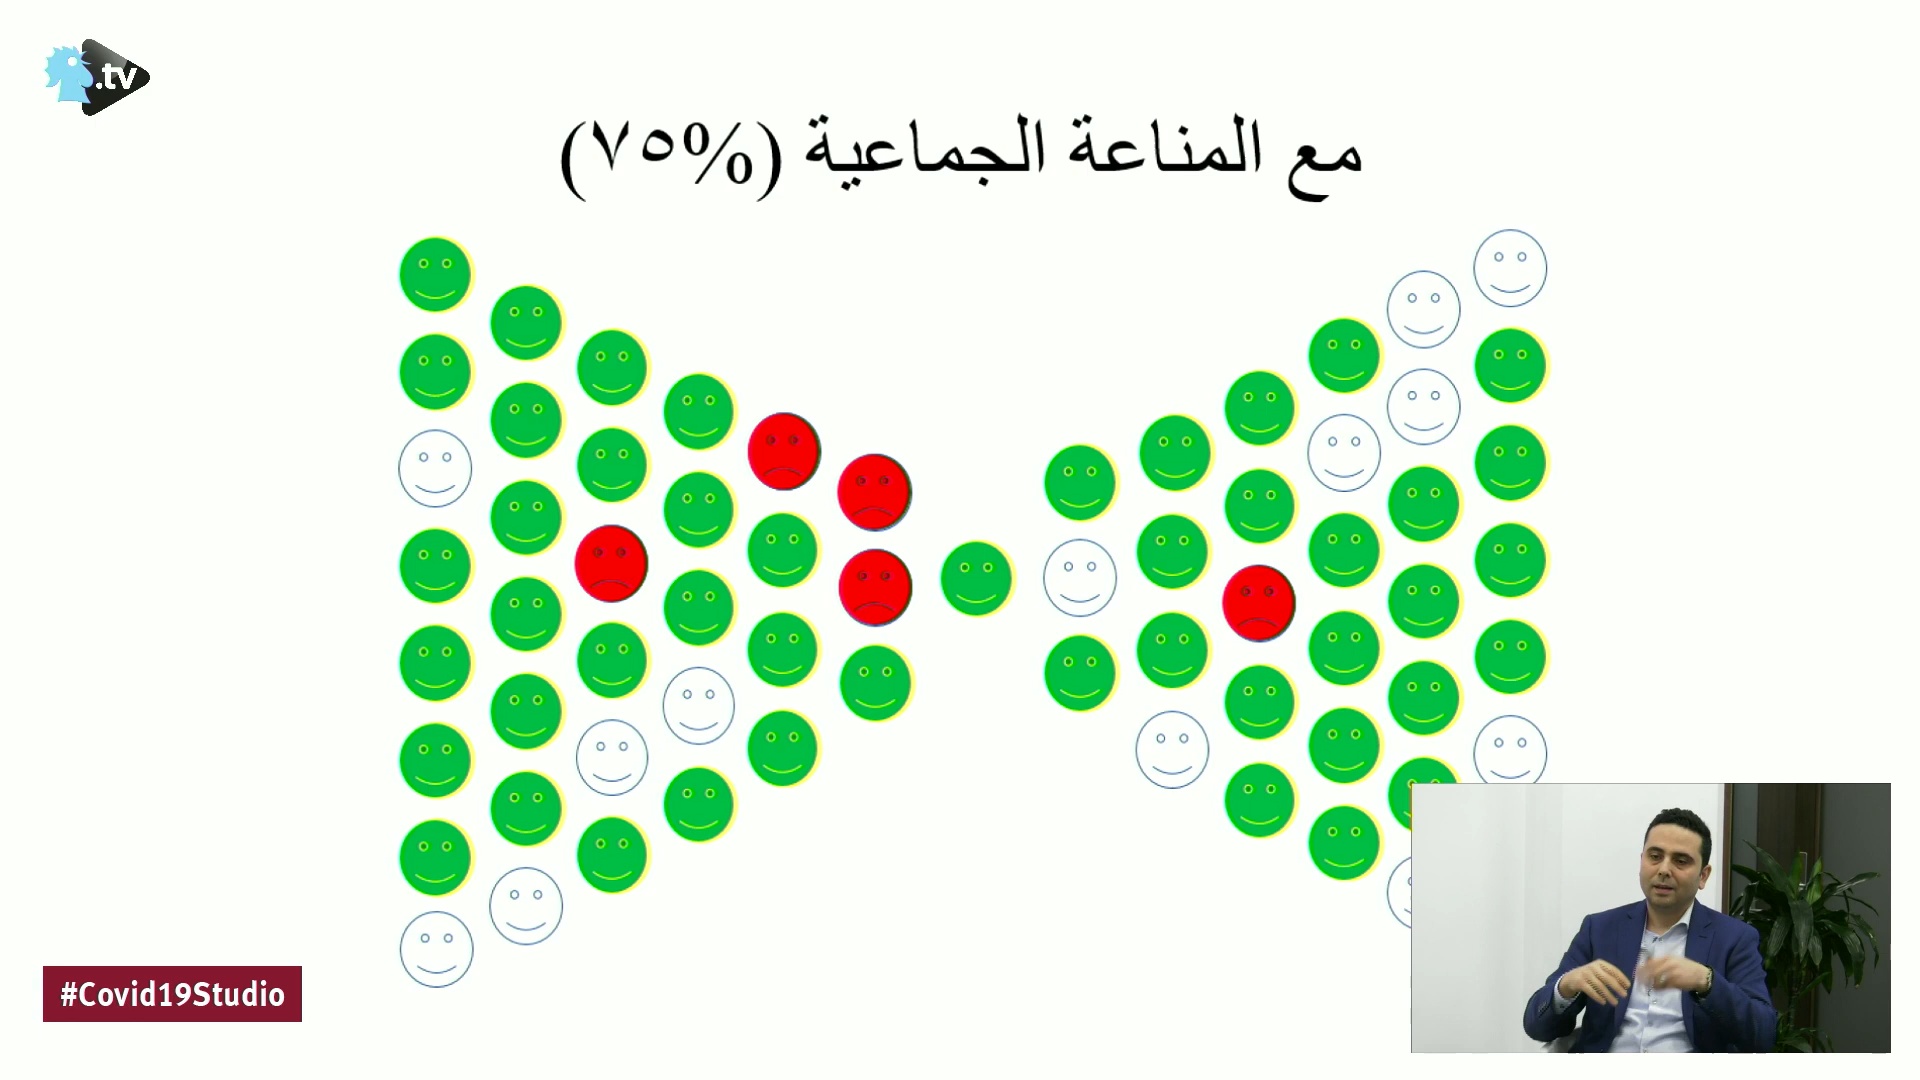 .tv
مع المناعة الجماعية (%٧٥)
#Covid19Studio